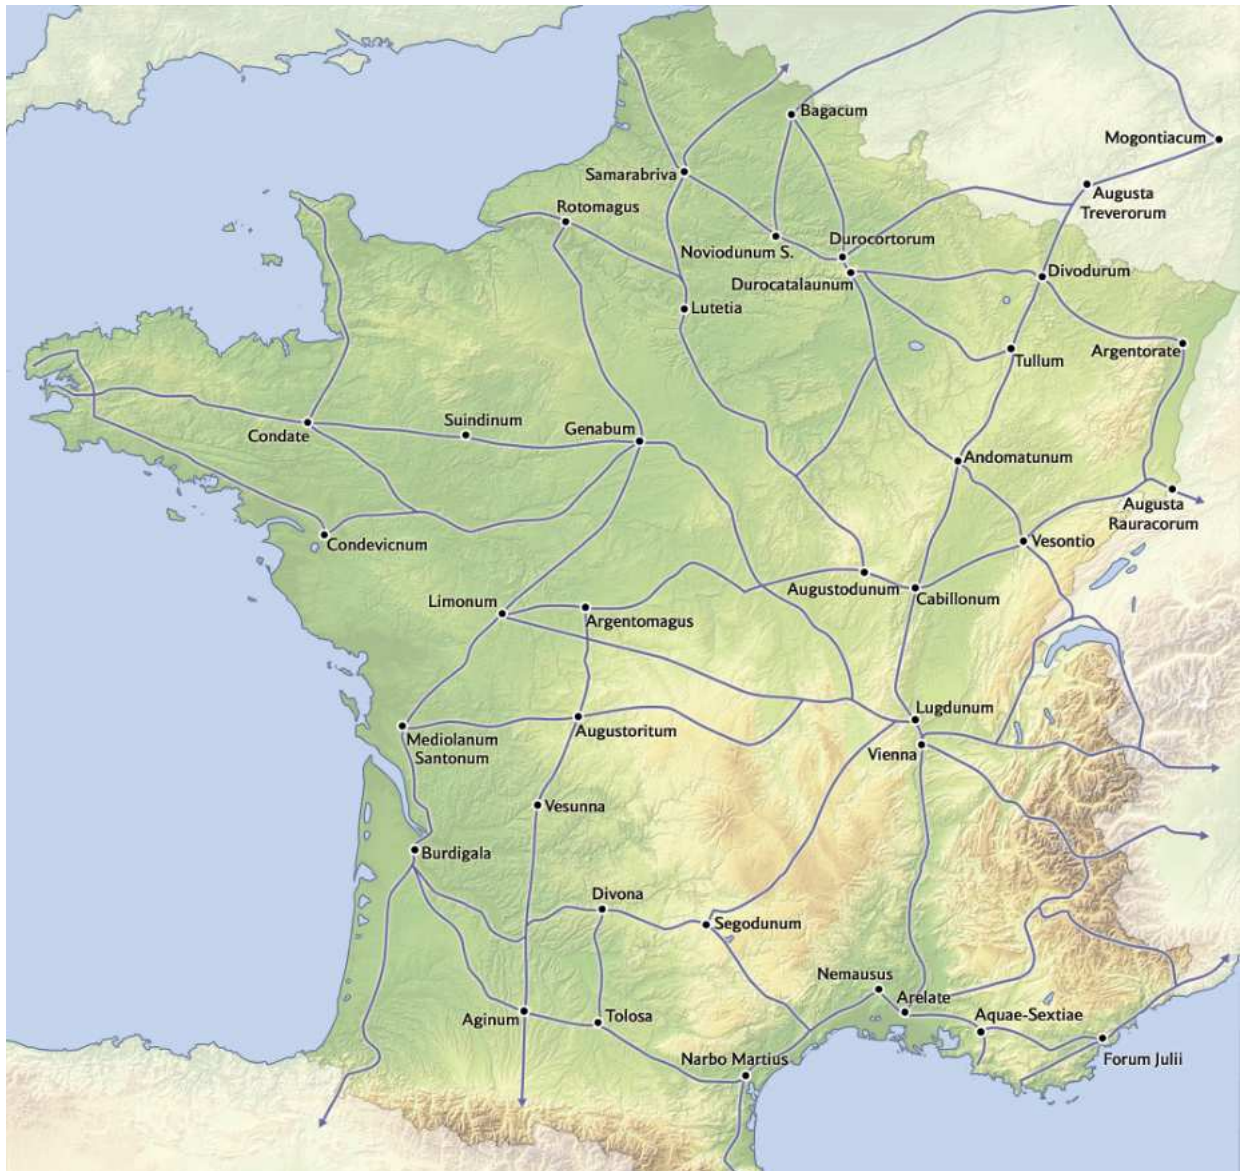 Bagacum
Mogontiacum
Samarabriva
Augusta
Treverorum
Rotomagus
Durocortorum
Noviodunum S.
Divodurum
Durocatalaunum
Lutetia
Argentorate
Tullum
Suindinum
Genabum
Condate
Andomatunum
Augusta
Rauracorum
Condevicnum
Vesontio
Augustodunum
Cabillonum
Limonum
Argentomagus
Lugdunum
Augustoritum
Mediolanum
Santonum
Vienna
Vesunna
Burdigala
Divona
Segodunum
Nemausus
Arelate
Aquae-Sextiae
Aginum
Tolosa
Narbo Martius
Forum Julii